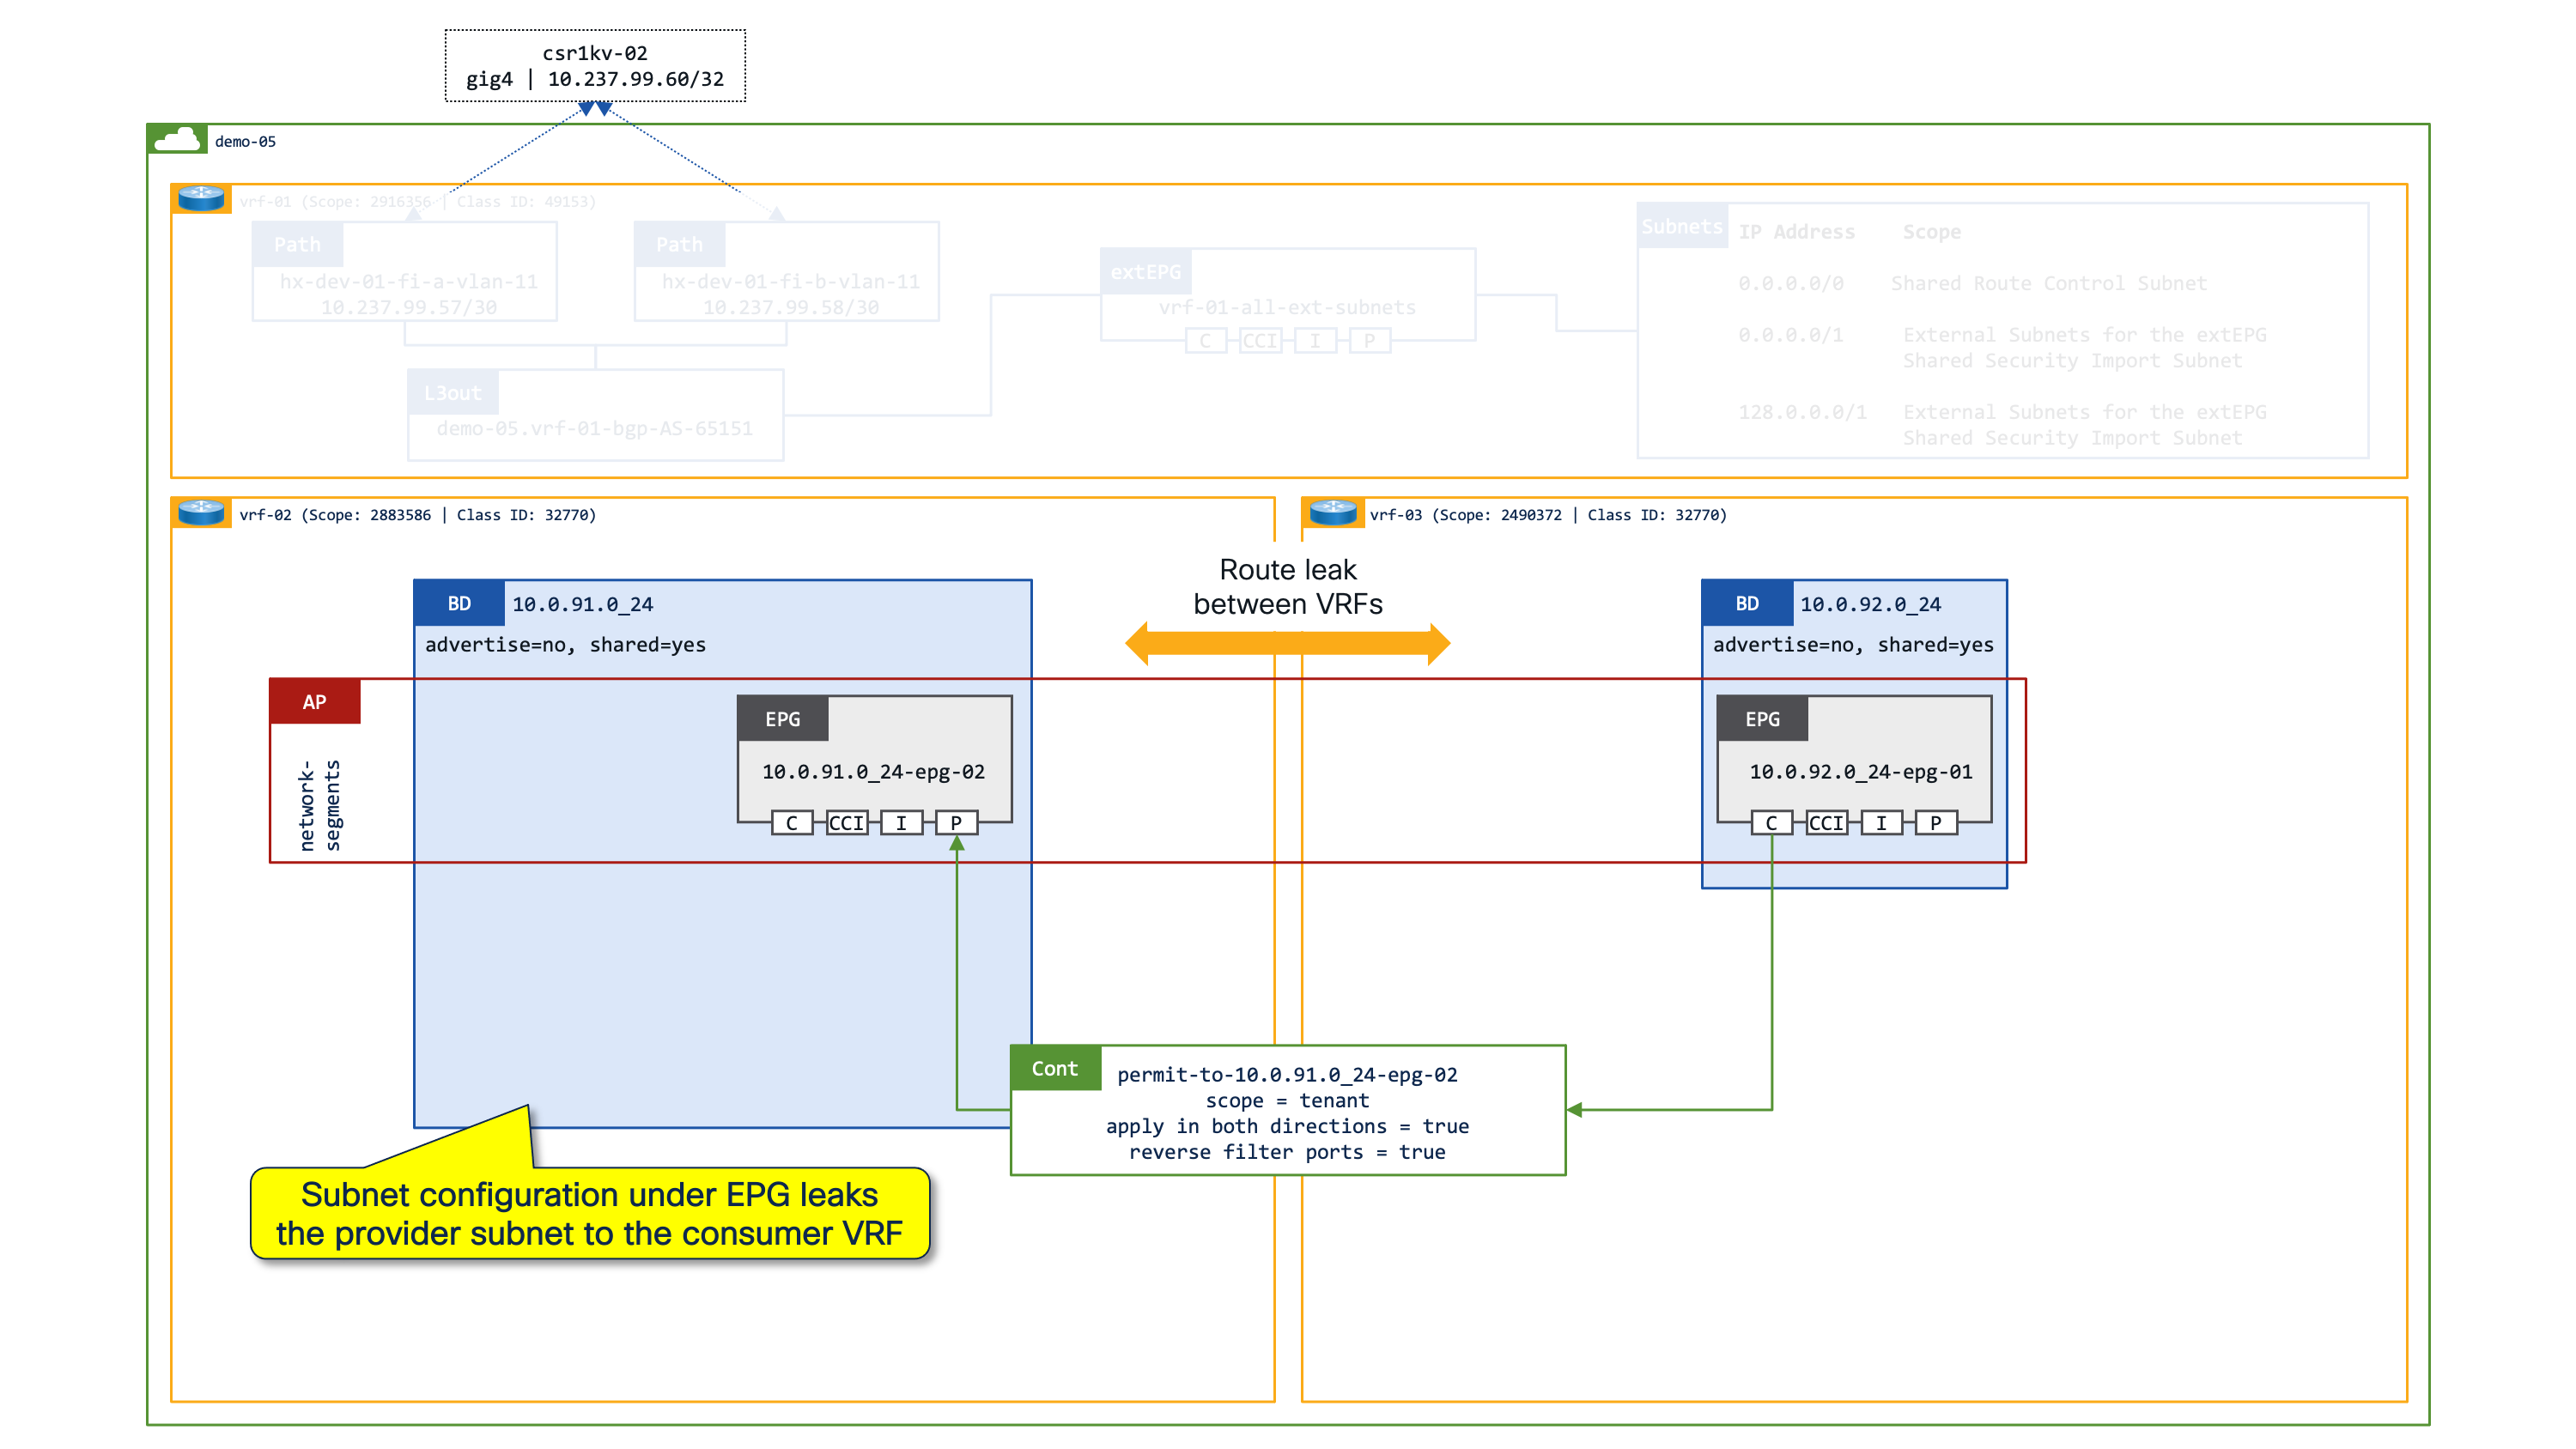 csr1kv-02
gig4 | 10.237.99.60/32
demo-05
vrf-01 (Scope: 2916356 | Class ID: 49153)
Path
hx-dev-01-fi-a-vlan-11
10.237.99.57/30
Path
hx-dev-01-fi-b-vlan-11
10.237.99.58/30
L3out
demo-05.vrf-01-bgp-AS-65151
extEPG
vrf-01-all-ext-subnets
C CCI I P
Subnets
IP Address Scope
0.0.0.0/0 Shared Route Control Subnet
0.0.0.0/1 External Subnets for the extEPG
Shared Security Import Subnet
128.0.0.0/1 External Subnets for the extEPG
Shared Security Import Subnet
vrf-02 (Scope: 2883586 | Class ID: 32770)
vrf-03 (Scope: 2490372 | Class ID: 32770)
Route leak
between VRFs
BD 10.0.91.0_24
advertise=no, shared=yes
BD 10.0.92.0_24
advertise=no, shared=yes
AP
network-
segments
EPG
10.0.91.0_24-epg-02
C CCI I P
EPG
10.0.92.0_24-epg-01
C CCI I P
Cont
permit-to-10.0.91.0_24-epg-02
scope = tenant
apply in both directions = true
reverse filter ports = true
Subnet configuration under EPG leaks
the provider subnet to the consumer VRF